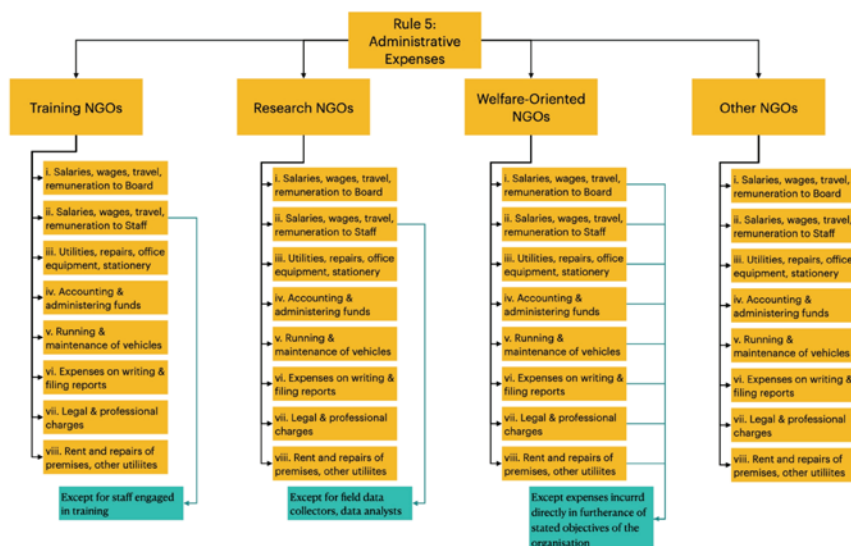 Rule 5:
Administrative
Expenses
Training NGOs
i. Salaries, wages, travel,
remuneration to Board
ii. Salaries, wages, travel,
remuneration to Staff
iii. Utilities, repairs, office
equipment, stationery
iv. Accounting &
administering funds
v. Running &
maintenance of vehicles
vi. Expenses on writing &
filing reports
vii. Legal & professional
charges
viii. Rent and repairs of
premises, other utiliites
Except for staff engaged
in training
Research NGOs
i. Salaries, wages, travel,
remuneration to Board
ii. Salaries, wages, travel,
remuneration to Staff
iii. Utilities, repairs, office
equipment, stationery
iv. Accounting &
administering funds
v. Running &
maintenance of vehicles
vi. Expenses on writing &
filing reports
vii. Legal & professional
charges
viii. Rent and repairs of
premises, other utiliites
Except for field data
collectors, data analysts
Welfare-Oriented
NGOs
i. Salaries, wages, travel,
remuneration to Board
ii. Salaries, wages, travel,
remuneration to Staff
iii. Utilities, repairs, office
equipment, stationery
iv. Accounting &
administering funds
v. Running &
maintenance of vehicles
vi. Expenses on writing &
filing reports
vii. Legal & professional
charges
viii. Rent and repairs of
premises, other utiliites
Except expenses incurrd
directly in furtherance of
stated objectives of the
organisation
Other NGOs
i. Salaries, wages, travel,
remuneration to Board
ii. Salaries, wages, travel,
remuneration to Staff
iii. Utilities, repairs, office
equipment, stationery
iv. Accounting &
administering funds
v. Running &
maintenance of vehicles
vi. Expenses on writing &
filing reports
vii. Legal & professional
charges
viii. Rent and repairs of
premises, other utiliites